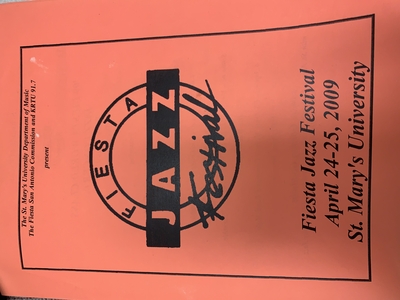 The St. Mary's University Department of Music
The Fiesta San Antonio Commission and KRTU 91.7
present
FIESTA
JAZZ
Festival
Fiesta Jazz Festival
April 24-25, 2009
St. Mary's University